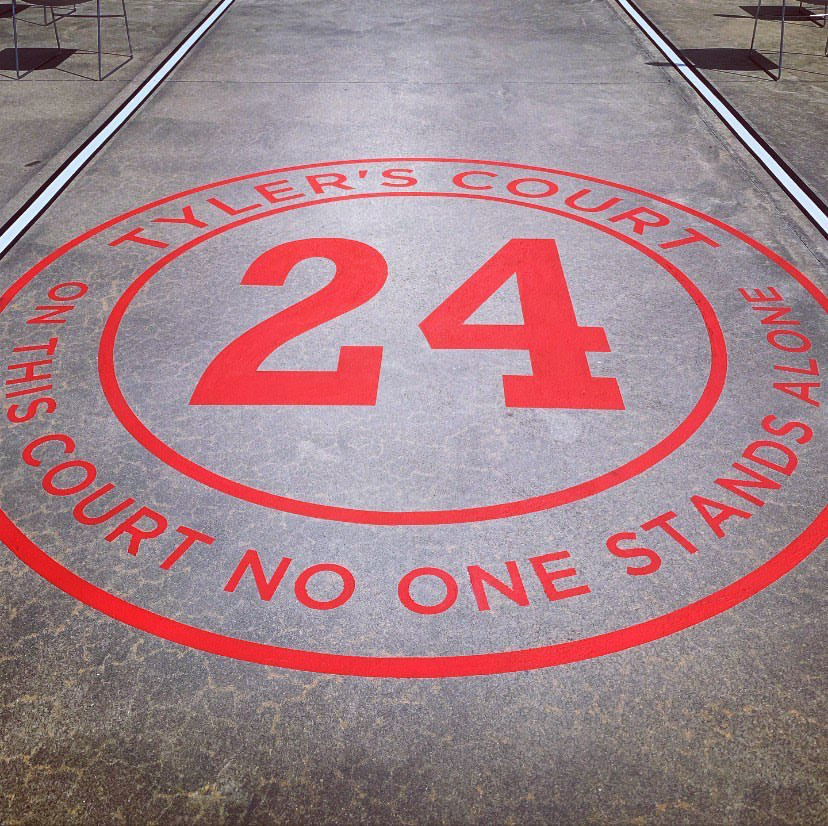 TYLER'S COURT
24
ON THIS COURT NO ONE STANDS ALONE